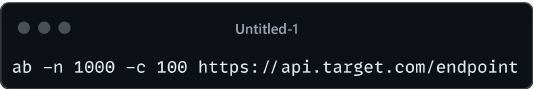 Untitled-1
ab -n 1000 -c 100 https://api.target.com/endpoint